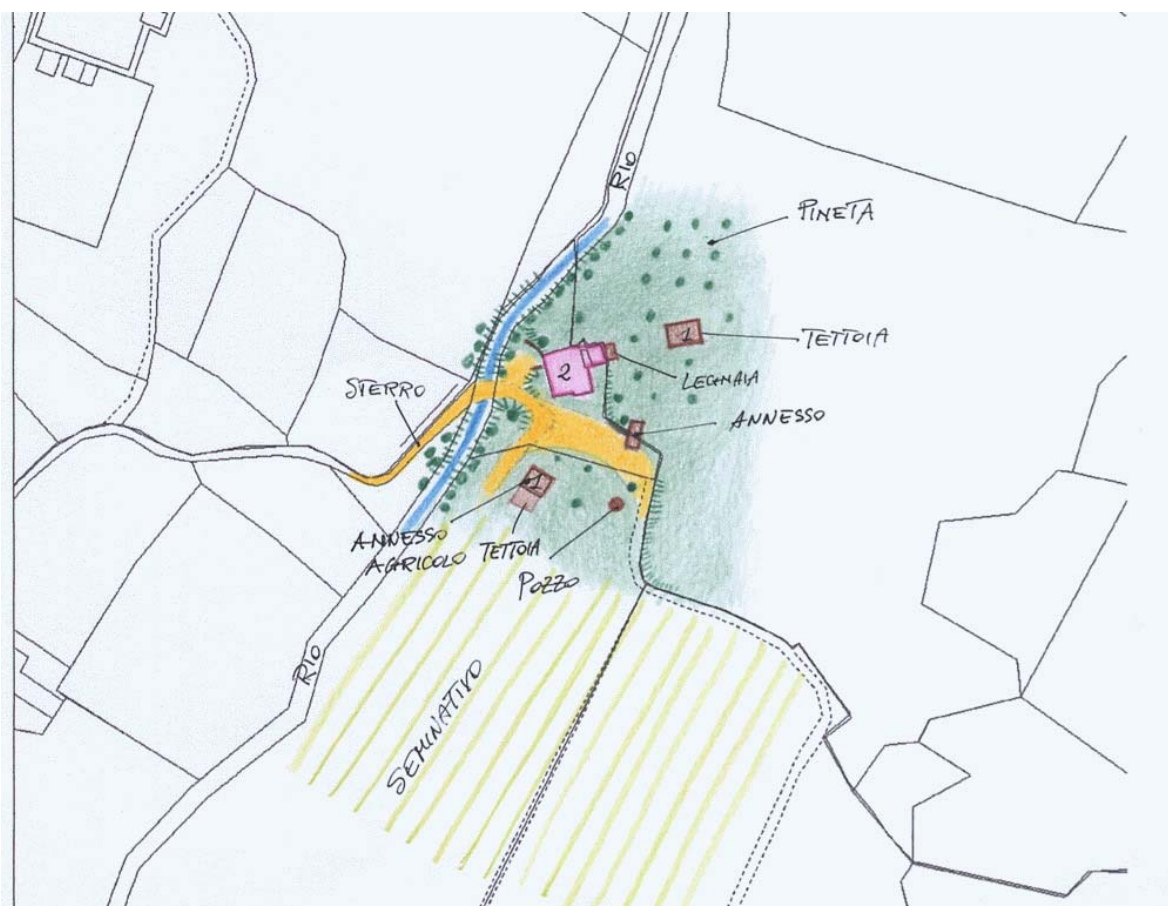 RIO
PINETA
1
TETTOIA
2
LEGNAIA
STERRO
ANNESSO
1
ANNESSO
AGRICOLO
TETTOIA
POZZO
RIO
SEMINATIVO